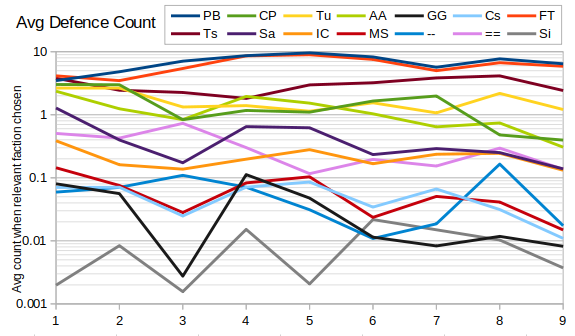 Avg Defence Count
PB CP Tu AA GG Cs FT
Ts Sa IC MS -- == Si
Avg count when relevant faction chosen
10
1
0.1
0.01
0.001
1 2 3 4 5 6 7 8 9